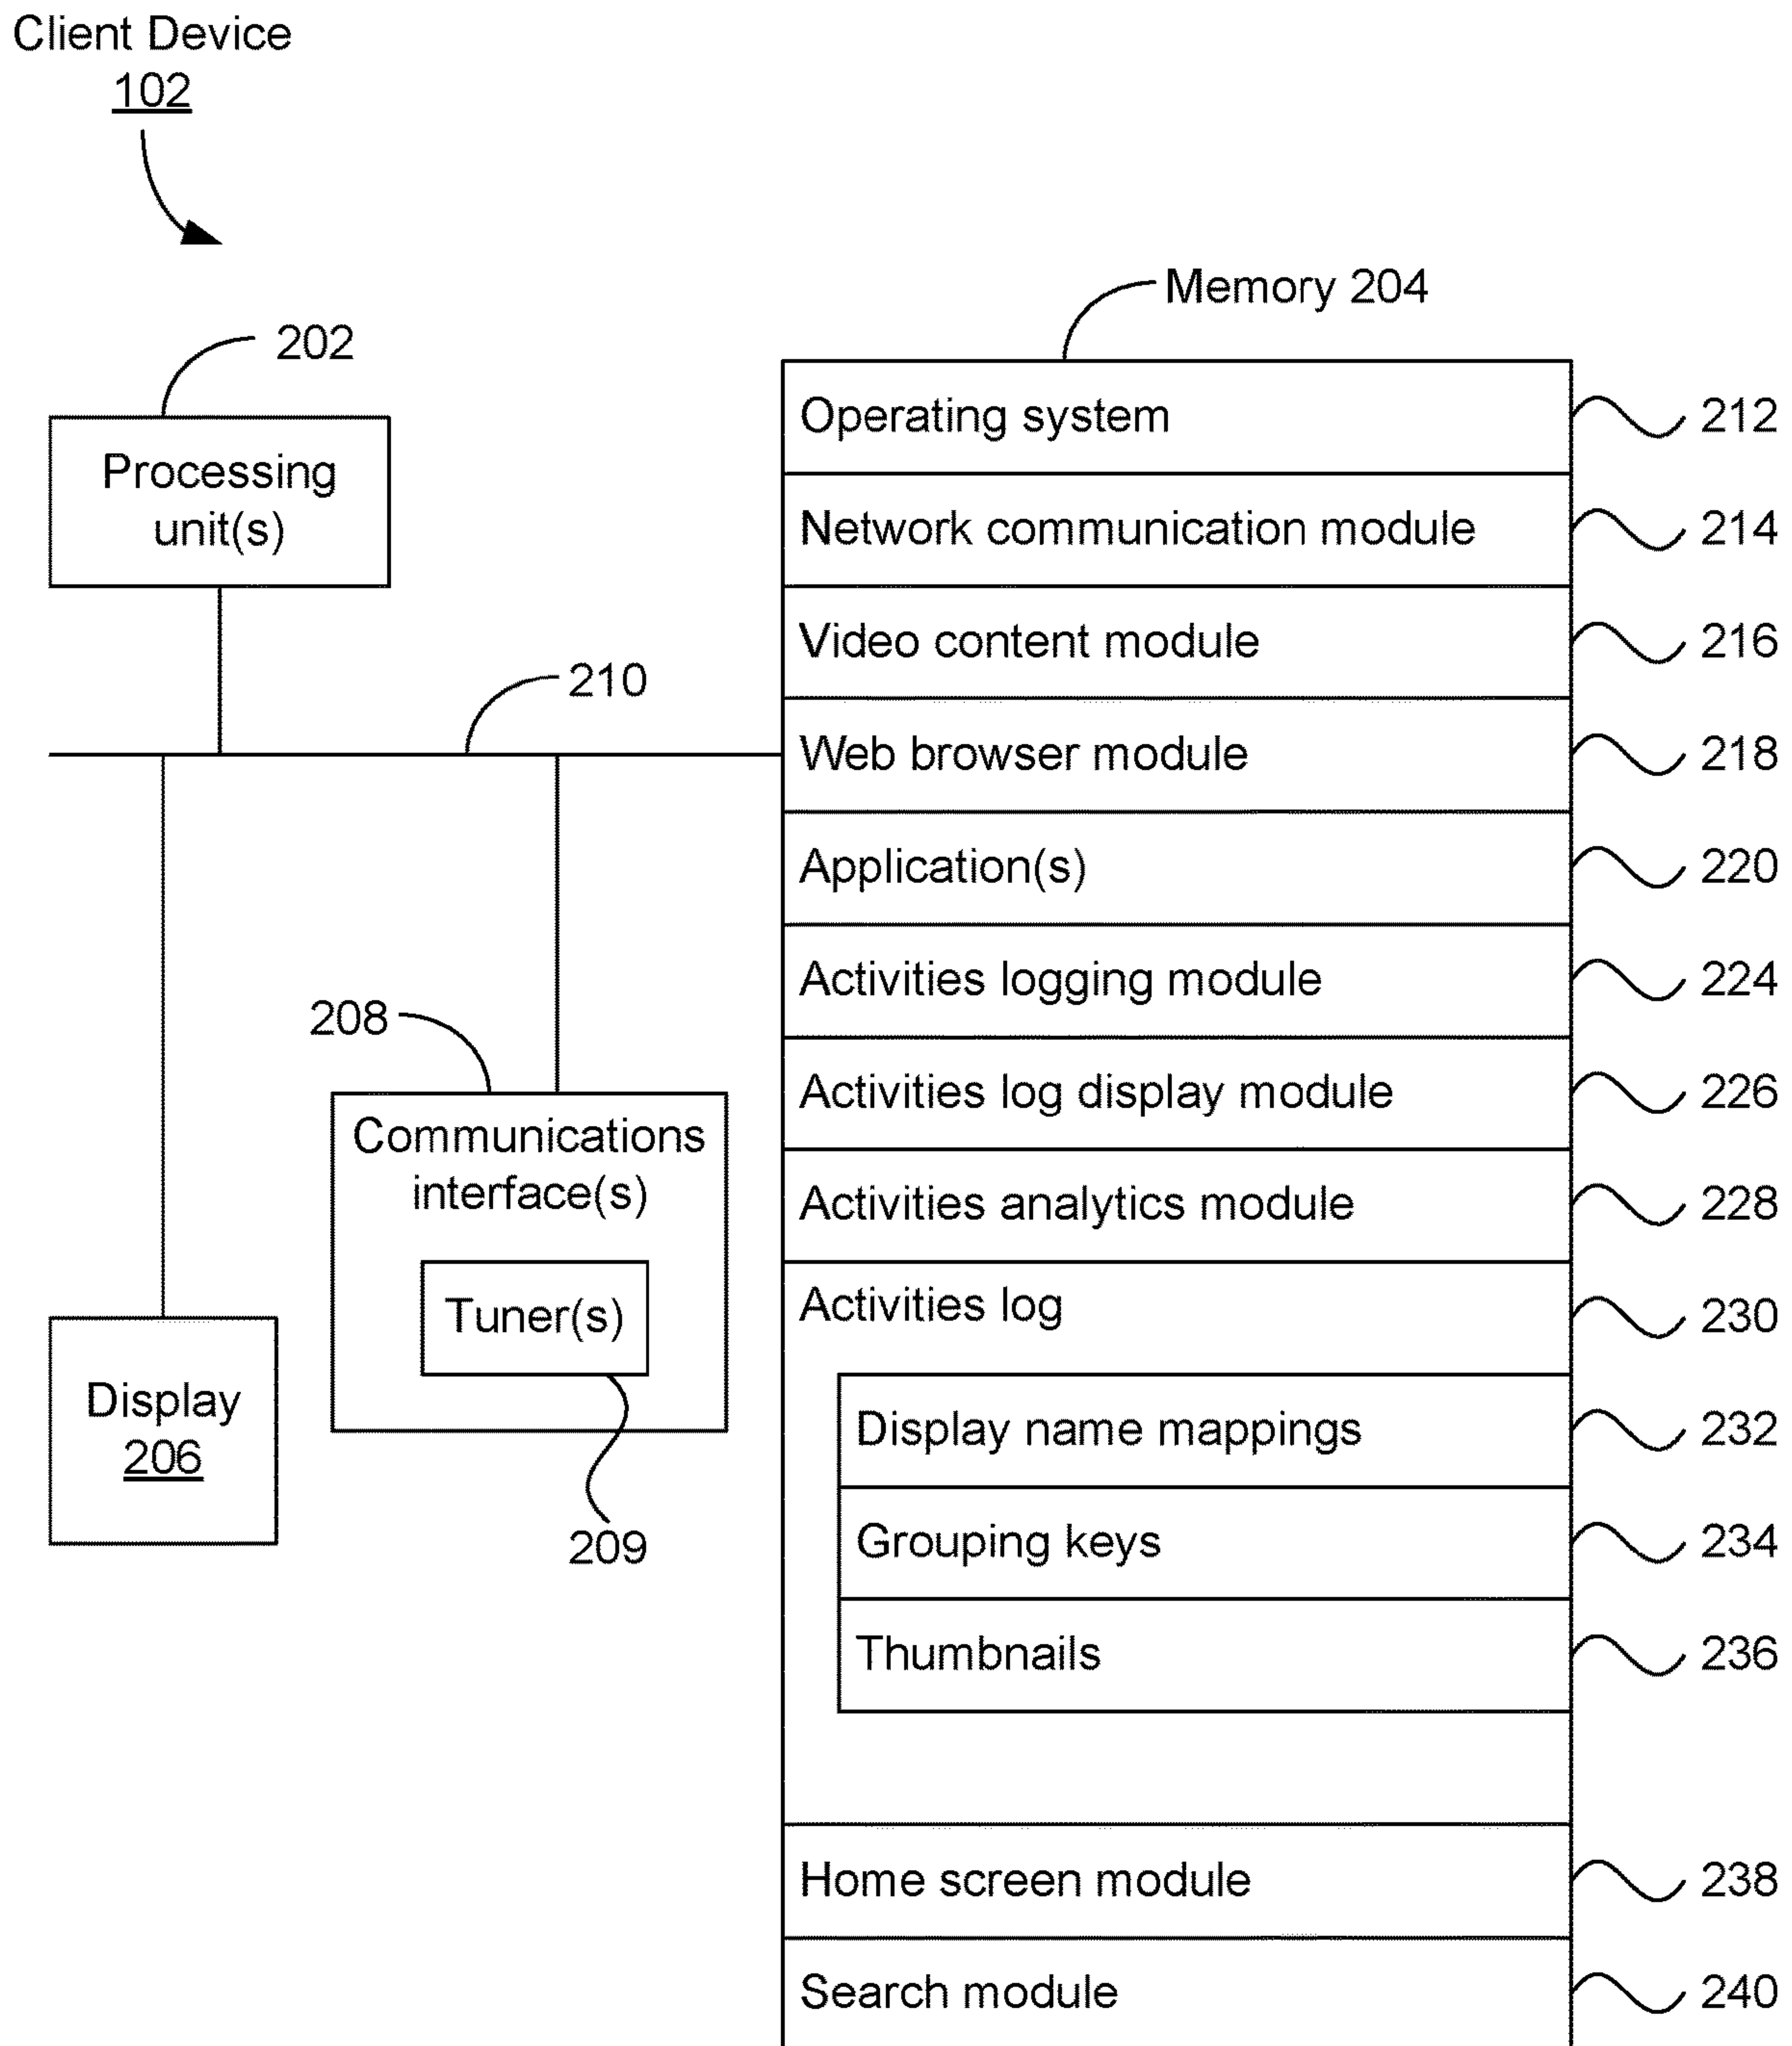 Client Device
102
Memory 204
202
Processing
unit(s)
210
208
Communications
interface(s)
Tuner(s)
209
Display
206
Operating system
212
Network communication module
214
Video content module
216
Web browser module
218
Application(s)
220
Activities logging module
224
Activities log display module
226
Activities analytics module
228
Activities log
230
Display name mappings
232
Grouping keys
234
Thumbnails
236
Home screen module
238
Search module
240